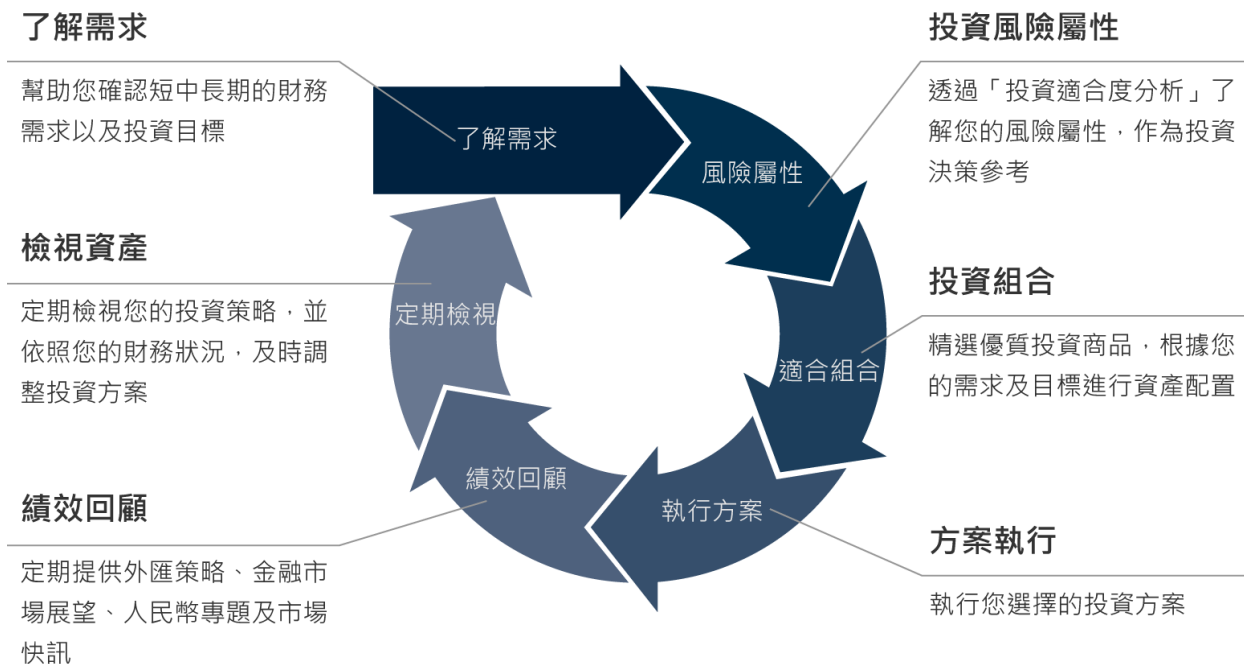 了解需求
幫助您確認短中長期的財務
需求以及投資目標
檢視資產
定期檢視您的投資策略，並
依照您的財務狀況，及時調
整投資方案
績效回顧
定期提供外匯策略、金融市
場展望、人民幣專題及市場
快訊
了解需求
風險屬性
適合組合
執行方案
績效回顧
定期檢視
投資風險屬性
透過「投資適合度分析」了
解您的風險屬性，作為投資
決策參考
投資組合
精選優質投資商品，根據您
的需求及目標進行資產配置
方案執行
執行您選擇的投資方案